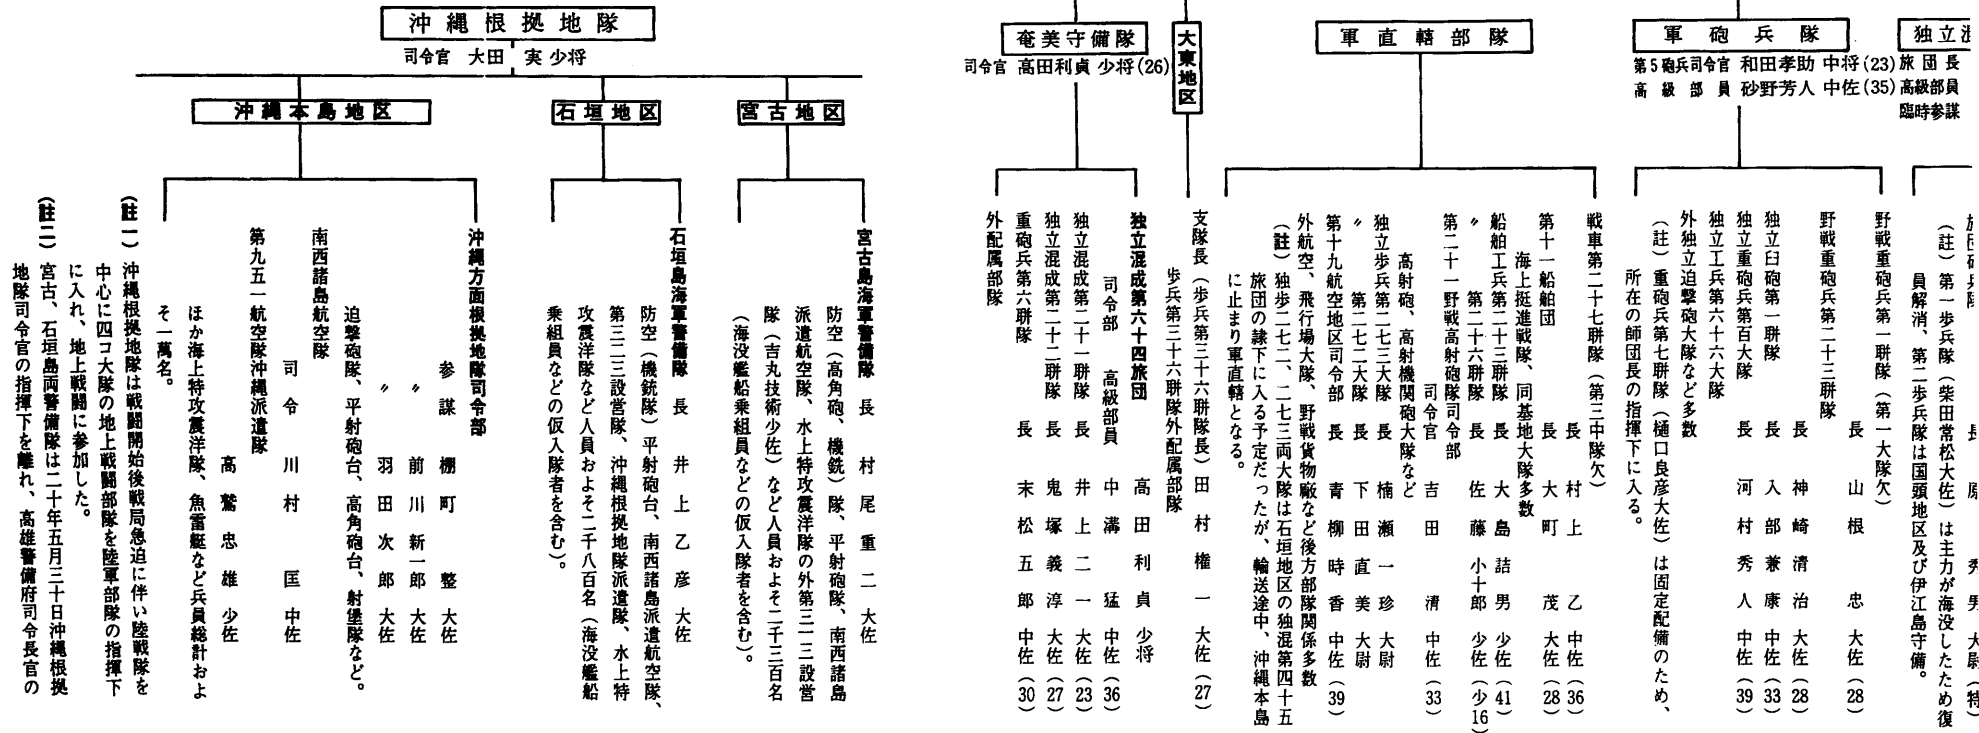 独立混
旅団長
高級部員
臨時参謀
長 原 秀男 大尉(特)
(註)第一歩兵隊(柴田常松大佐)は主力が海没したため復
員解消、第二歩兵隊は国頭地区及び伊江島守備。
軍砲兵隊
第5砲兵司令官 和田孝助 中将(23)
高級部員 砂野芳人 中佐(35)
野戦重砲兵第一聯隊(第一大隊欠)
長 山根 忠 大佐(28)
野戦重砲兵第二十三聯隊
長 神崎清治 大佐(28)
独立臼砲第一聯隊 長 入部兼康 中佐(33)
独立重砲兵第百大隊 長 河村秀人 中佐(39)
独立工兵第六十六大隊
外独立迫撃砲大隊など多数
(註)重砲兵第七聯隊(樋口良彦大佐)は固定配備のため、
所在の師団長の指揮下に入る。
軍直轄部隊
戦車第二十七聯隊(第三中隊欠)
長 村上 乙 中佐(36)
第十一船舶団 長 大町 茂 大佐(28)
海上挺進戦隊、同基地大隊多数
船舶工兵第二十三聯隊 長 大島詰男 少佐(41)
〃 第二十六聯隊 長 佐藤小十郎 少佐(少16)
第二十一野戦高射砲隊司令部
司令官 吉田 清 中佐(33)
高射砲、高射機関砲大隊など
独立歩兵第二七三大隊 長 楠瀬一珍 大尉
〃 第二七二大隊 長 下田直美 大尉
第十九航空地区司令部 長 青柳時香 中佐(39)
外航空、飛行場大隊、野戦貨物廠など後方部隊関係多数
(註)独歩二七二、二七三両大隊は石垣地区の独混第四十五
旅団の隷下に入る予定だったが、輸送途中、沖縄本島
に止まり軍直轄となる。
大東地区
支隊長(歩兵第三十六聯隊長)田村権一 大佐(27)
歩兵第三十六聯隊外配属部隊
奄美守備隊
司令官 高田利貞 少将(26)
独立混成第六十四旅団 高田利貞 少将
司令部 高級部員 中溝 猛 中佐(36)
独立混成第二十一聯隊 長 井上二一 大佐(23)
独立混成第二十二聯隊 長 鬼塚義淳 大佐(27)
重砲兵第六聯隊 長 末松五郎 中佐(30)
外配属部隊
沖縄根拠地隊
司令官 大田 実 少将
宮古地区
宮古島海軍警備隊 長 村尾重二 大佐
防空(高角砲、機銃)隊、平射砲隊、南西諸島
派遣航空隊、水上特攻震洋隊の外第三一三設営
隊(吉丸技術少佐)など人員およそ二千三百名
(海没艦船乗組員などの仮入隊者を含む)。
石垣地区
石垣島海軍警備隊 長 井上乙彦 大佐
防空(機銃隊)平射砲台、南西諸島派遣航空隊、
第三二三設営隊、沖縄根拠地隊派遣隊、水上特
攻震洋隊など人員およそ二千八百名(海没艦船
乗組員などの仮入隊者を含む)。
沖縄本島地区
沖縄方面根拠地隊司令部
参謀 棚町 整 大佐
〃 前川新一郎 大佐
〃 羽田次郎 大佐
迫撃砲隊、平射砲台、高角砲台、射堡隊など。
南西諸島航空隊
司令 川村 匡 中佐
第九五一航空隊沖縄派遣隊
高鷲忠雄 少佐
ほか海上特攻震洋隊、魚雷艇など兵員総計およ
そ一萬名。
(註一)沖縄根拠地隊は戦闘開始後戦局急迫に伴い陸戦隊を
中心に四コ大隊の地上戦闘部隊を陸軍部隊の指揮下
に入れ、地上戦闘に参加した。
(註二)宮古、石垣島両警備隊は二十年五月三十日沖縄根拠
地隊司令官の指揮下を離れ、高雄警備府司令長官の